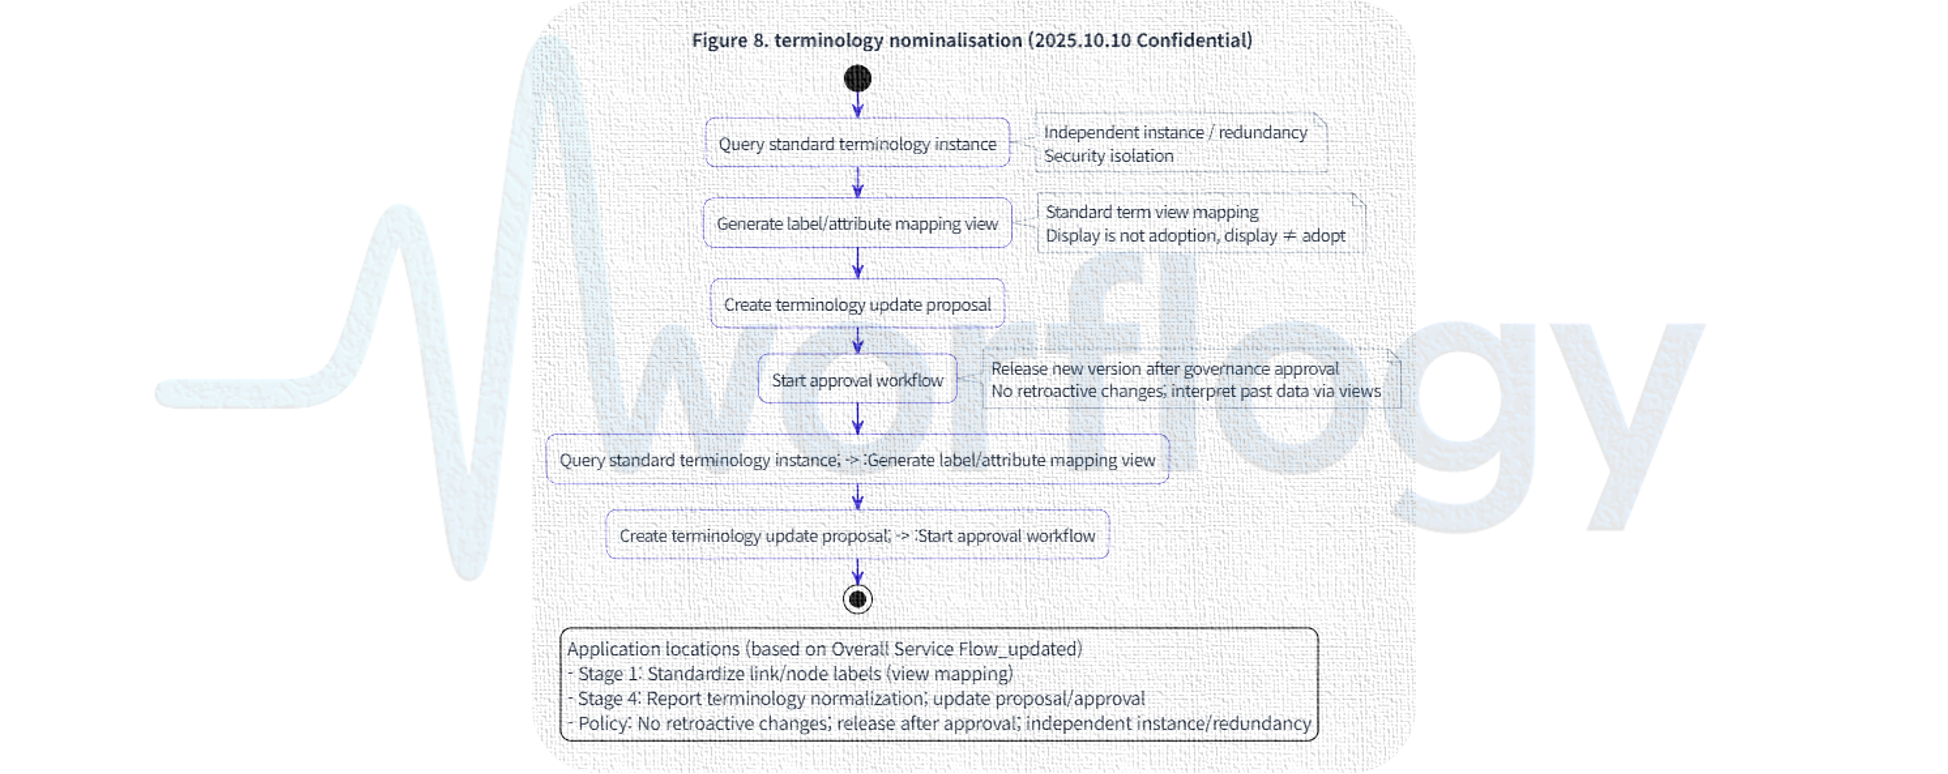 Figure 8. terminology nominalisation (2025.10.10 Confidential)
Query standard terminology instance
Independent instance / redundancy
Security isolation
Generate label/attribute mapping view
Standard term view mapping
Display is not adoption, display ≠ adopt
Create terminology update proposal
Start approval workflow
Release new version after governance approval
No retroactive changes; interpret past data via views
Query standard terminology instance; -> :Generate label/attribute mapping view
Create terminology update proposal; -> :Start approval workflow
Application locations (based on Overall Service Flow_updated)
- Stage 1: Standardize link/node labels (view mapping)
- Stage 4: Report terminology normalization; update proposal/approval
- Policy: No retroactive changes; release after approval; independent instance/redundancy
worflogy